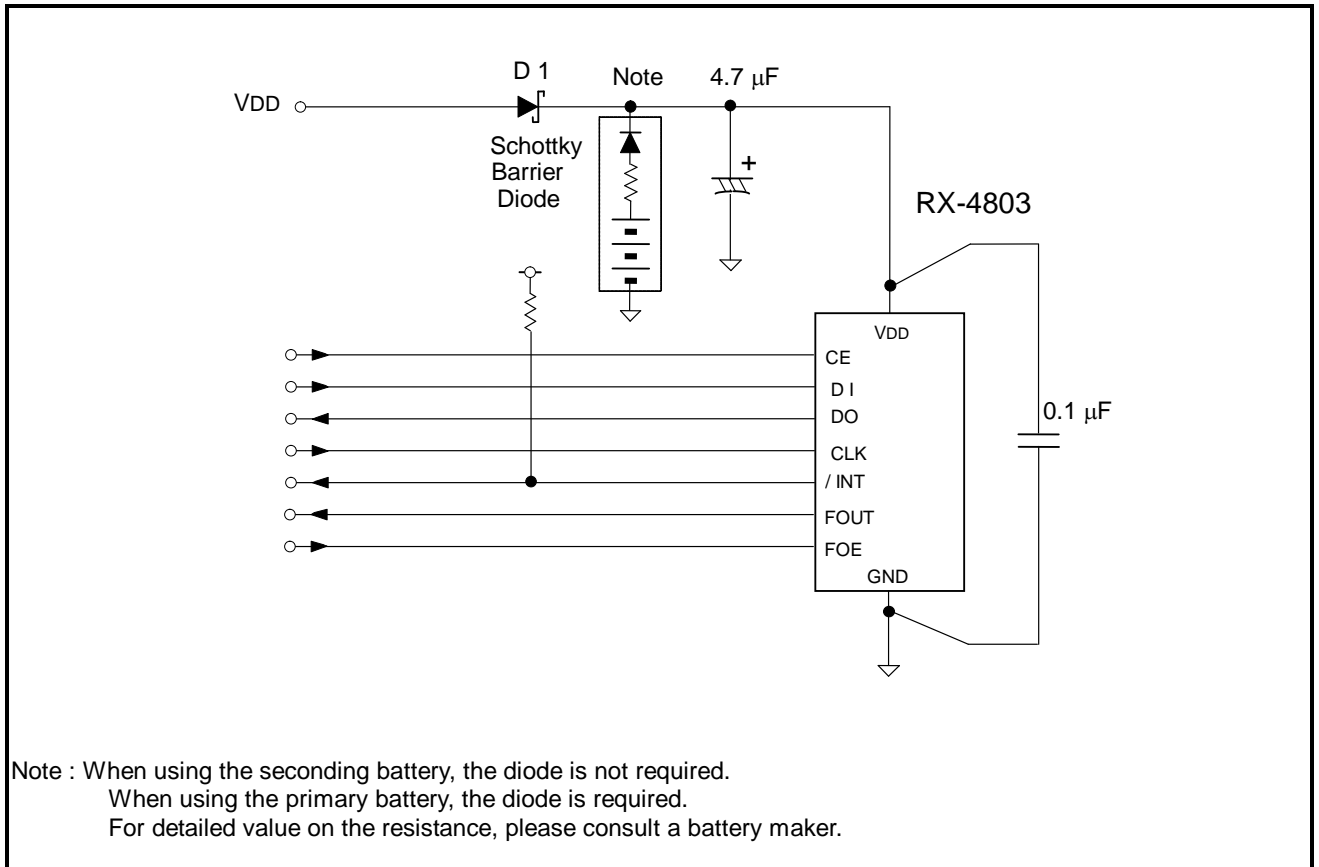 D 1
Note
4.7 μF
VDD
Schottky
Barrier
Diode
RX-4803
VDD
CE
D I
DO
CLK
/ INT
FOUT
FOE
GND
0.1 μF
+
Note : When using the seconding battery, the diode is not required.
When using the primary battery, the diode is required.
For detailed value on the resistance, please consult a battery maker.